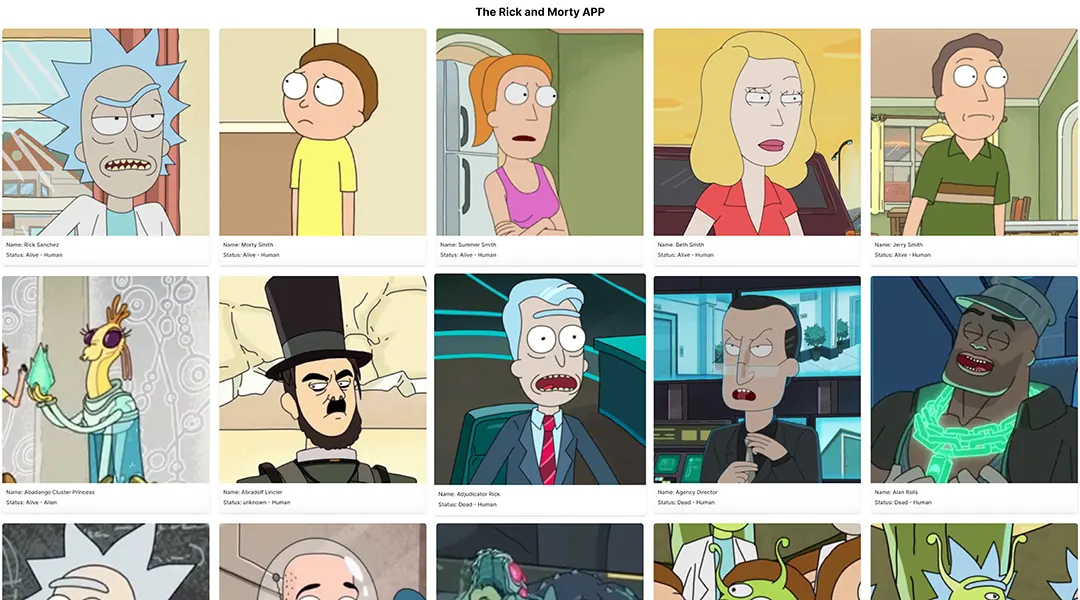 The Rick and Morty APP
Name: Rick Sanchez
Status: Alive - Human
Name: Morty Smith
Status: Alive - Human
Name: Summer Smith
Status: Alive - Human
Name: Beth Smith
Status: Alive - Human
Name: Jerry Smith
Status: Alive - Human
Name: Abadango Cluster Princess
Status: Alive - Alien
Name: Abradolf Lincler
Status: unknown - Human
Name: Adjudicator Rick
Status: Dead - Human
Name: Agency Director
Status: Dead - Human
Name: Alan Rails
Status: Dead - Human